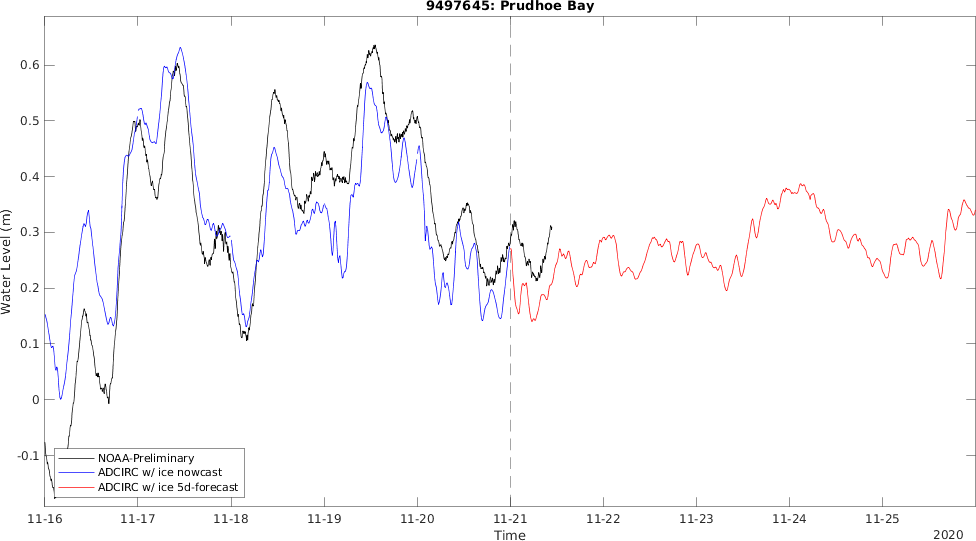 9497645: Prudhoe Bay
0.6
0.5
0.4
0.3
0.2
0.1
0
-0.1
Water Level (m)
NOAA-Preliminary
ADCIRC w/ ice nowcast
ADCIRC w/ ice 5d-forecast
11-16 11-17 11-18 11-19 11-20 11-21 11-22 11-23 11-24 11-25
Time
2020